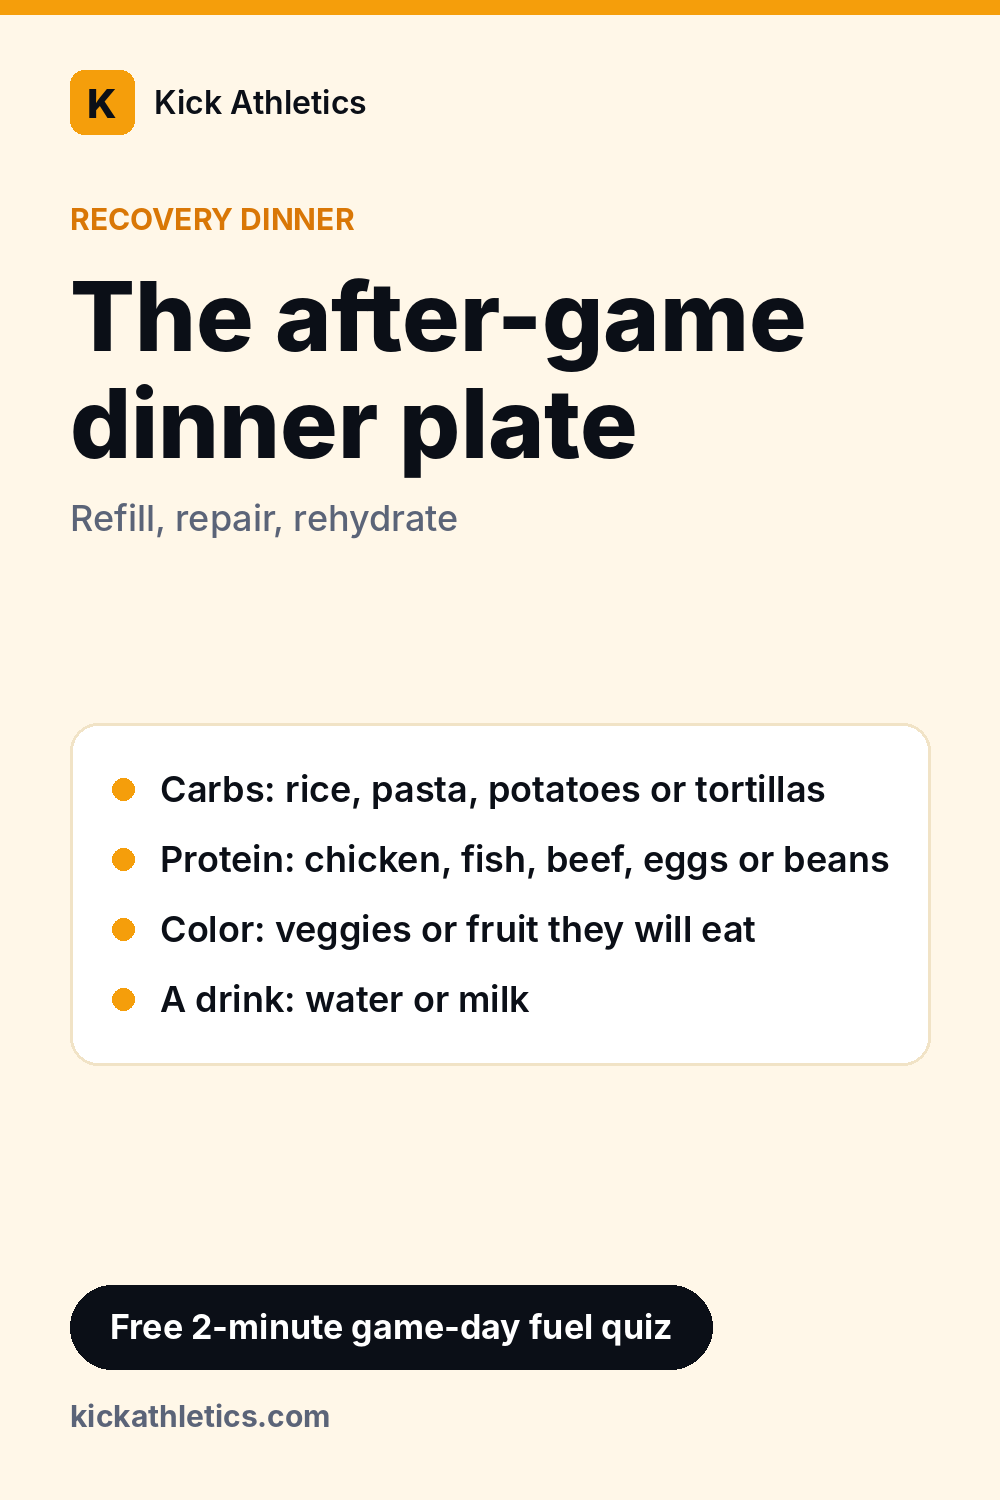 K
Kick Athletics
RECOVERY DINNER
The after-game
dinner plate
Refill, repair, rehydrate
Carbs: rice, pasta, potatoes or tortillas
Protein: chicken, fish, beef, eggs or beans
Color: veggies or fruit they will eat
A drink: water or milk
Free 2-minute game-day fuel quiz
kickathletics.com